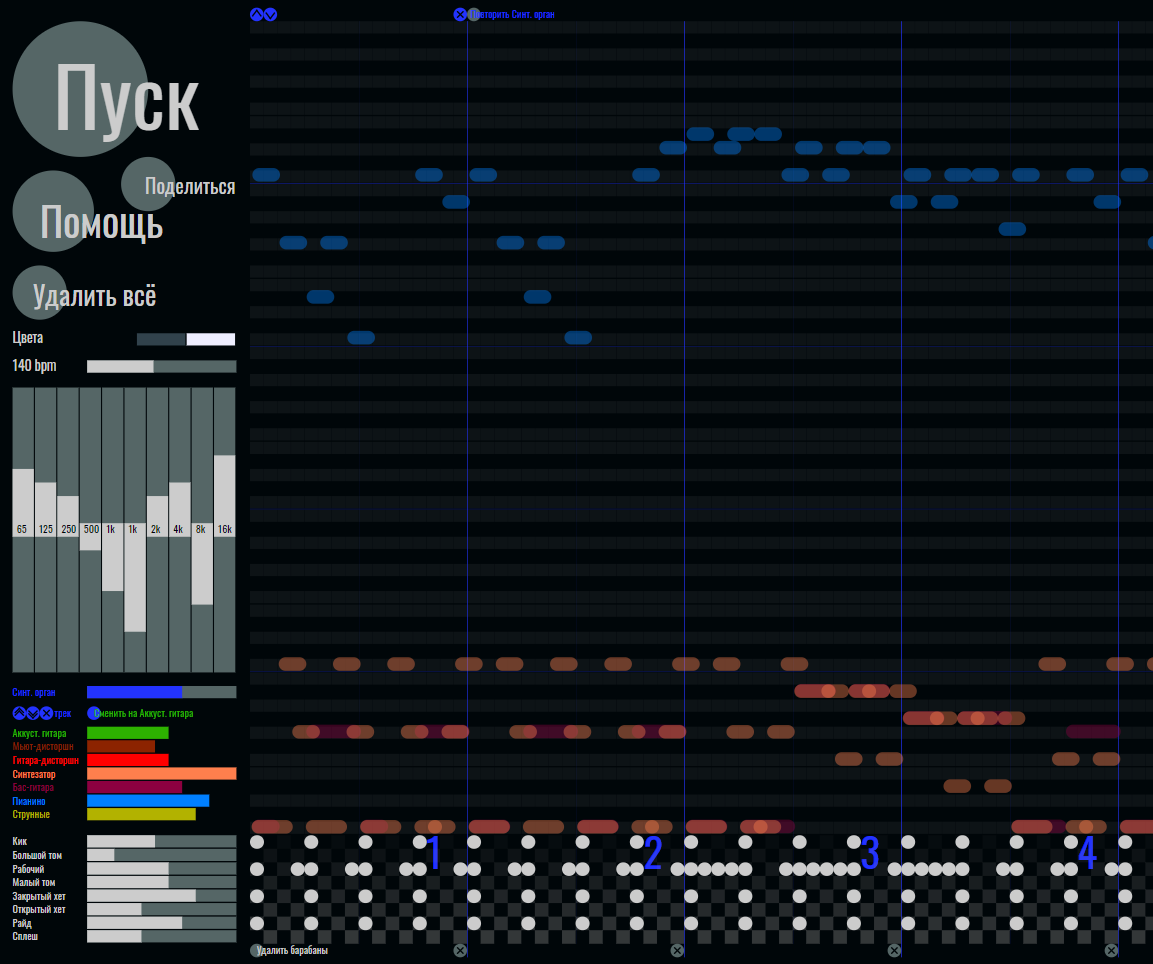 Повторить Синт. орган
Пуск
Поделиться
Помощь
Удалить всё
Цвета
140 bpm
65 125 250 500 1k 1k 2k 4k 8k 16k
Синт. орган
трек Сменить на Аккуст. гитара
Аккуст. гитара
Мьют-дисторшн
Гитара-дисторшн
Синтезатор
Бас-гитара
Пианино
Струнные
Кик
Большой том
Рабочий
Малый том
Закрытый хет
Открытый хет
Райд
Сплеш
1 2 3 4
Удалить барабаны